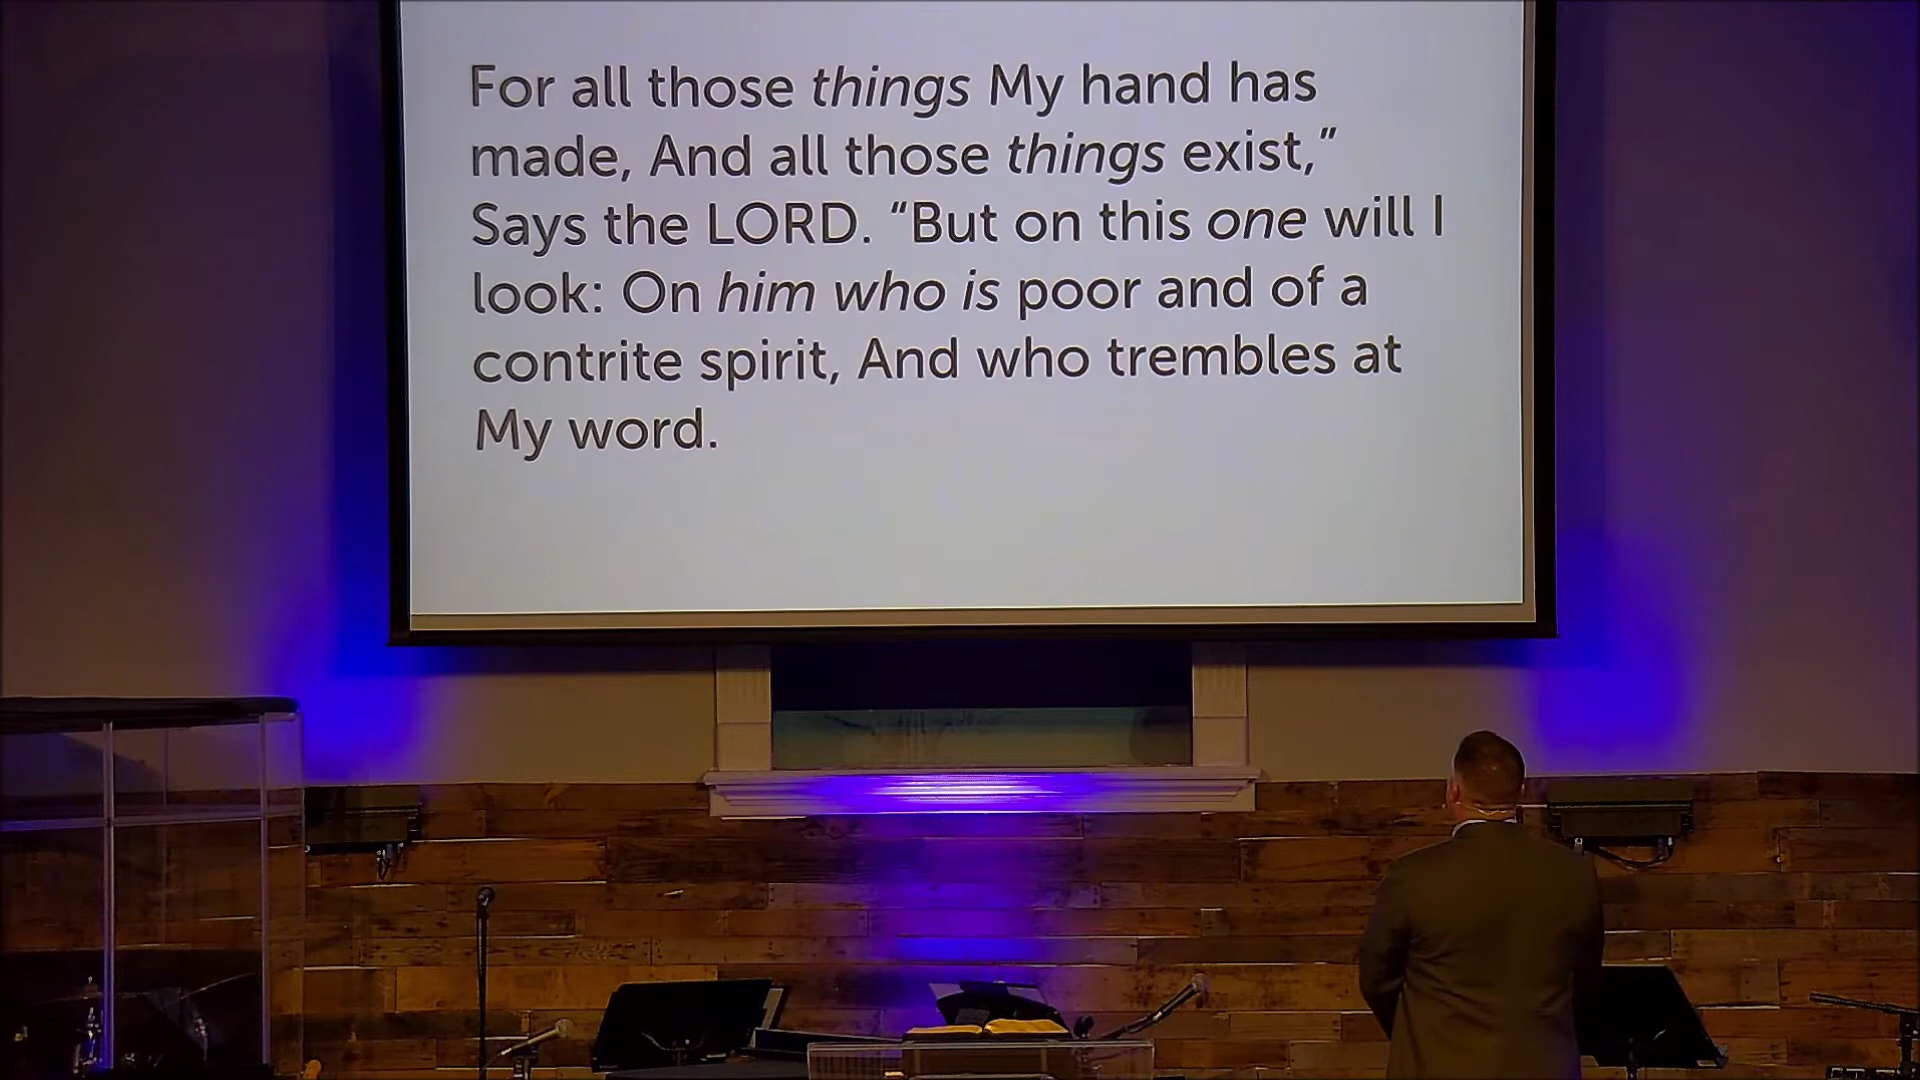 For all those things My hand has
made, And all those things exist,”
Says the LORD. “But on this one will I
look: On him who is poor and of a
contrite spirit, And who trembles at
My word.